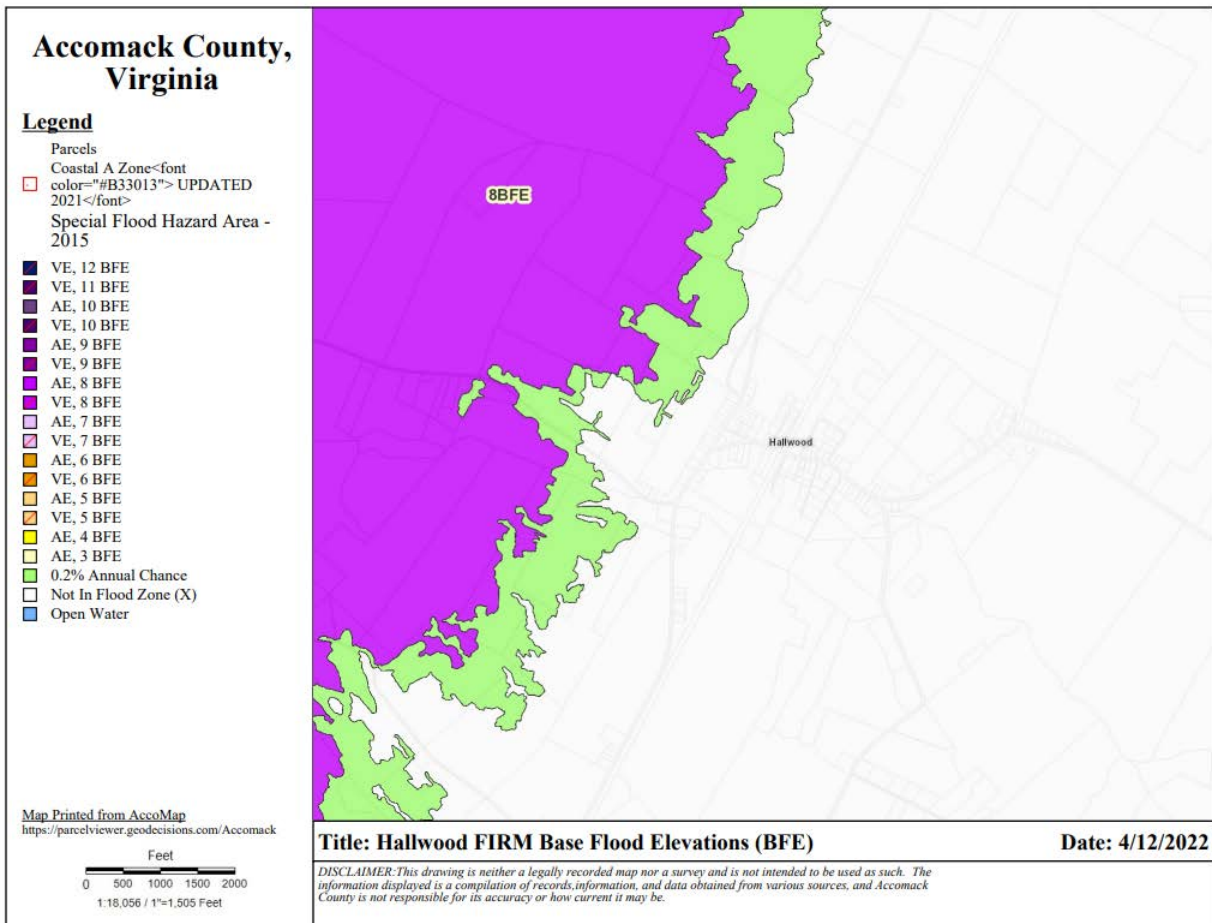 Accomack County,
Virginia
Legend
Parcels
Coastal A Zone<font
color="#B33013"> UPDATED
2021</font>
Special Flood Hazard Area -
2015
VE, 12 BFE
VE, 11 BFE
AE, 10 BFE
VE, 10 BFE
AE, 9 BFE
VE, 9 BFE
AE, 8 BFE
VE, 8 BFE
AE, 7 BFE
VE, 7 BFE
AE, 6 BFE
VE, 6 BFE
AE, 5 BFE
VE, 5 BFE
AE, 4 BFE
AE, 3 BFE
0.2% Annual Chance
Not In Flood Zone (X)
Open Water
Map Printed from AccoMap
https://parcelviewer.geodecisions.com/Accomack
Feet
0 500 1000 1500 2000
1:18,056 / 1"=1,505 Feet
8BFE
Hallwood
Title: Hallwood FIRM Base Flood Elevations (BFE)
Date: 4/12/2022
DISCLAIMER:This drawing is neither a legally recorded map nor a survey and is not intended to be used as such. The
information displayed is a compilation of records,information, and data obtained from various sources, and Accomack
County is not responsible for its accuracy or how current it may be.